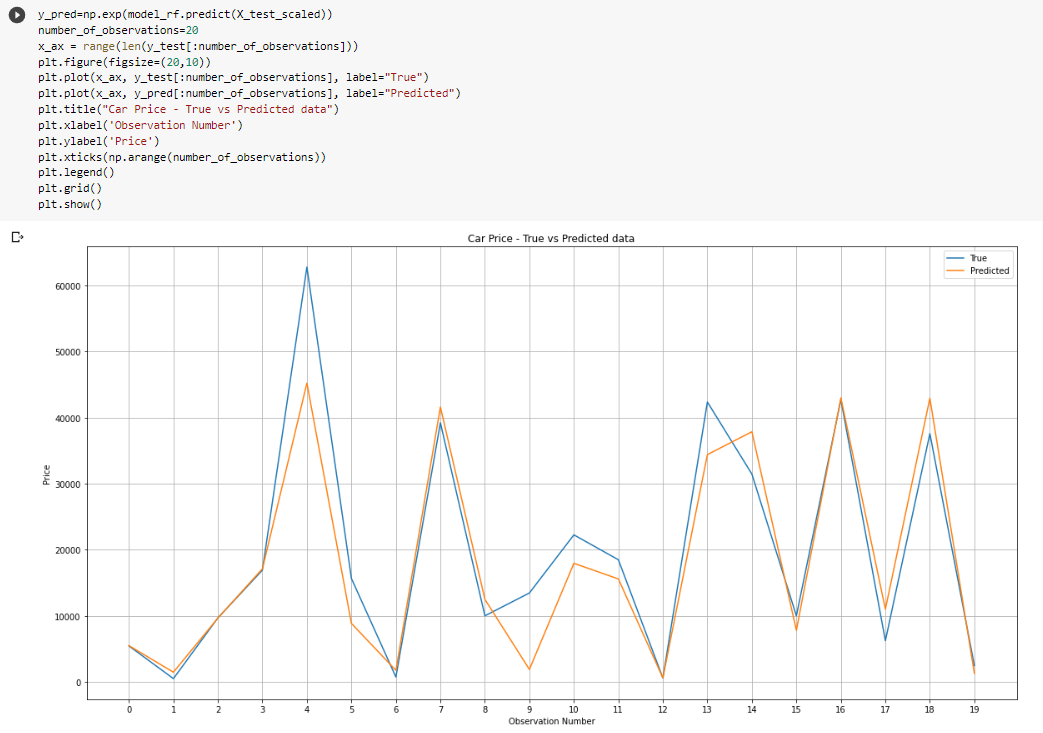 y_pred=np.exp(model_rf.predict(X_test_scaled))
number_of_observations=20
x_ax = range(len(y_test[:number_of_observations]))
plt.figure(figsize=(20,10))
plt.plot(x_ax, y_test[:number_of_observations], label="True")
plt.plot(x_ax, y_pred[:number_of_observations], label="Predicted")
plt.title("Car Price - True vs Predicted data")
plt.xlabel('Observation Number')
plt.ylabel('Price')
plt.xticks(np.arange(number_of_observations))
plt.legend()
plt.grid()
plt.show()
Car Price - True vs Predicted data
True
Predicted
60000
50000
40000
30000
20000
10000
0
Price
0 1 2 3 4 5 6 7 8 9 10 11 12 13 14 15 16 17 18 19
Observation Number